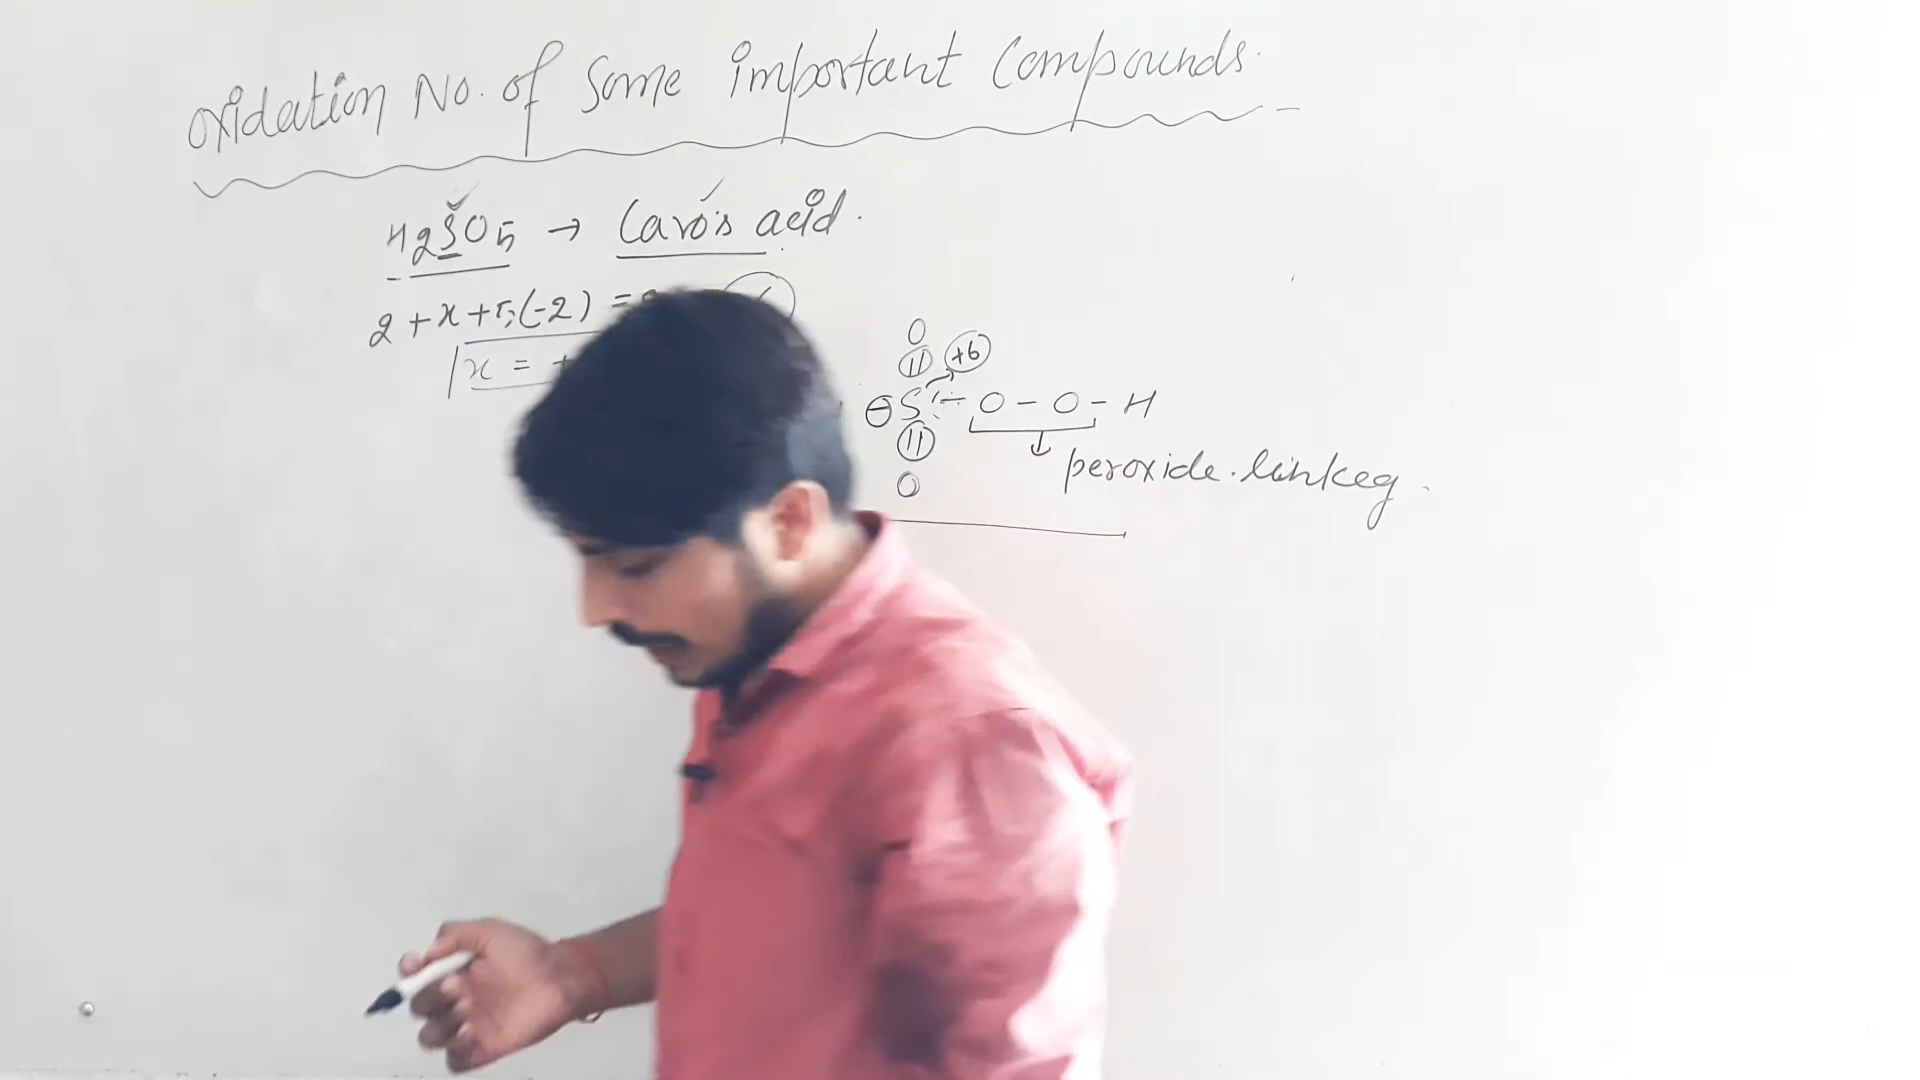 Oxidation No. of Some important Compounds.
H2SO5 → Caro's acid.
2 + x + 5(-2) =
x = +
O
|| +6
S - O - O - H
||
peroxide. linkeg.
O